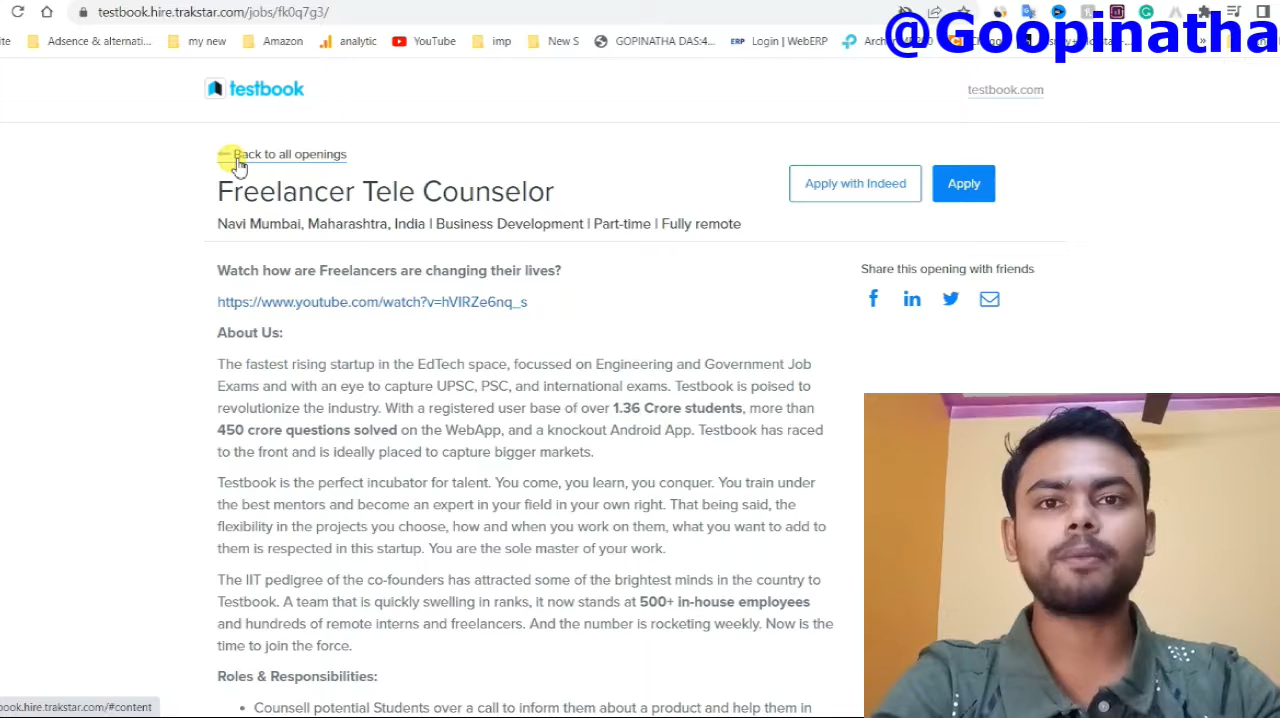 testbook.hire.trakstar.com/jobs/fk0q7g3/
@Goopinatha
Adsence & alternati...
my new
Amazon
analytic
YouTube
imp
New S
GOPINATHA DAS:4...
Login | WebERP
testbook
testbook.com
Back to all openings
Freelancer Tele Counselor
Apply with Indeed
Apply
Navi Mumbai, Maharashtra, India | Business Development | Part-time | Fully remote
Watch how are Freelancers are changing their lives?
Share this opening with friends
https://www.youtube.com/watch?v=hVIRZe6nq_s
About Us:
The fastest rising startup in the EdTech space, focussed on Engineering and Government Job
Exams and with an eye to capture UPSC, PSC, and international exams. Testbook is poised to
revolutionize the industry. With a registered user base of over 1.36 Crore students, more than
450 crore questions solved on the WebApp, and a knockout Android App. Testbook has raced
to the front and is ideally placed to capture bigger markets.
Testbook is the perfect incubator for talent. You come, you learn, you conquer. You train under
the best mentors and become an expert in your field in your own right. That being said, the
flexibility in the projects you choose, how and when you work on them, what you want to add to
them is respected in this startup. You are the sole master of your work.
The IIT pedigree of the co-founders has attracted some of the brightest minds in the country to
Testbook. A team that is quickly swelling in ranks, it now stands at 500+ in-house employees
and hundreds of remote interns and freelancers. And the number is rocketing weekly. Now is the
time to join the force.
Roles & Responsibilities:
• Counsell potential Students over a call to inform them about a product and help them in
book.hire.trakstar.com/#content